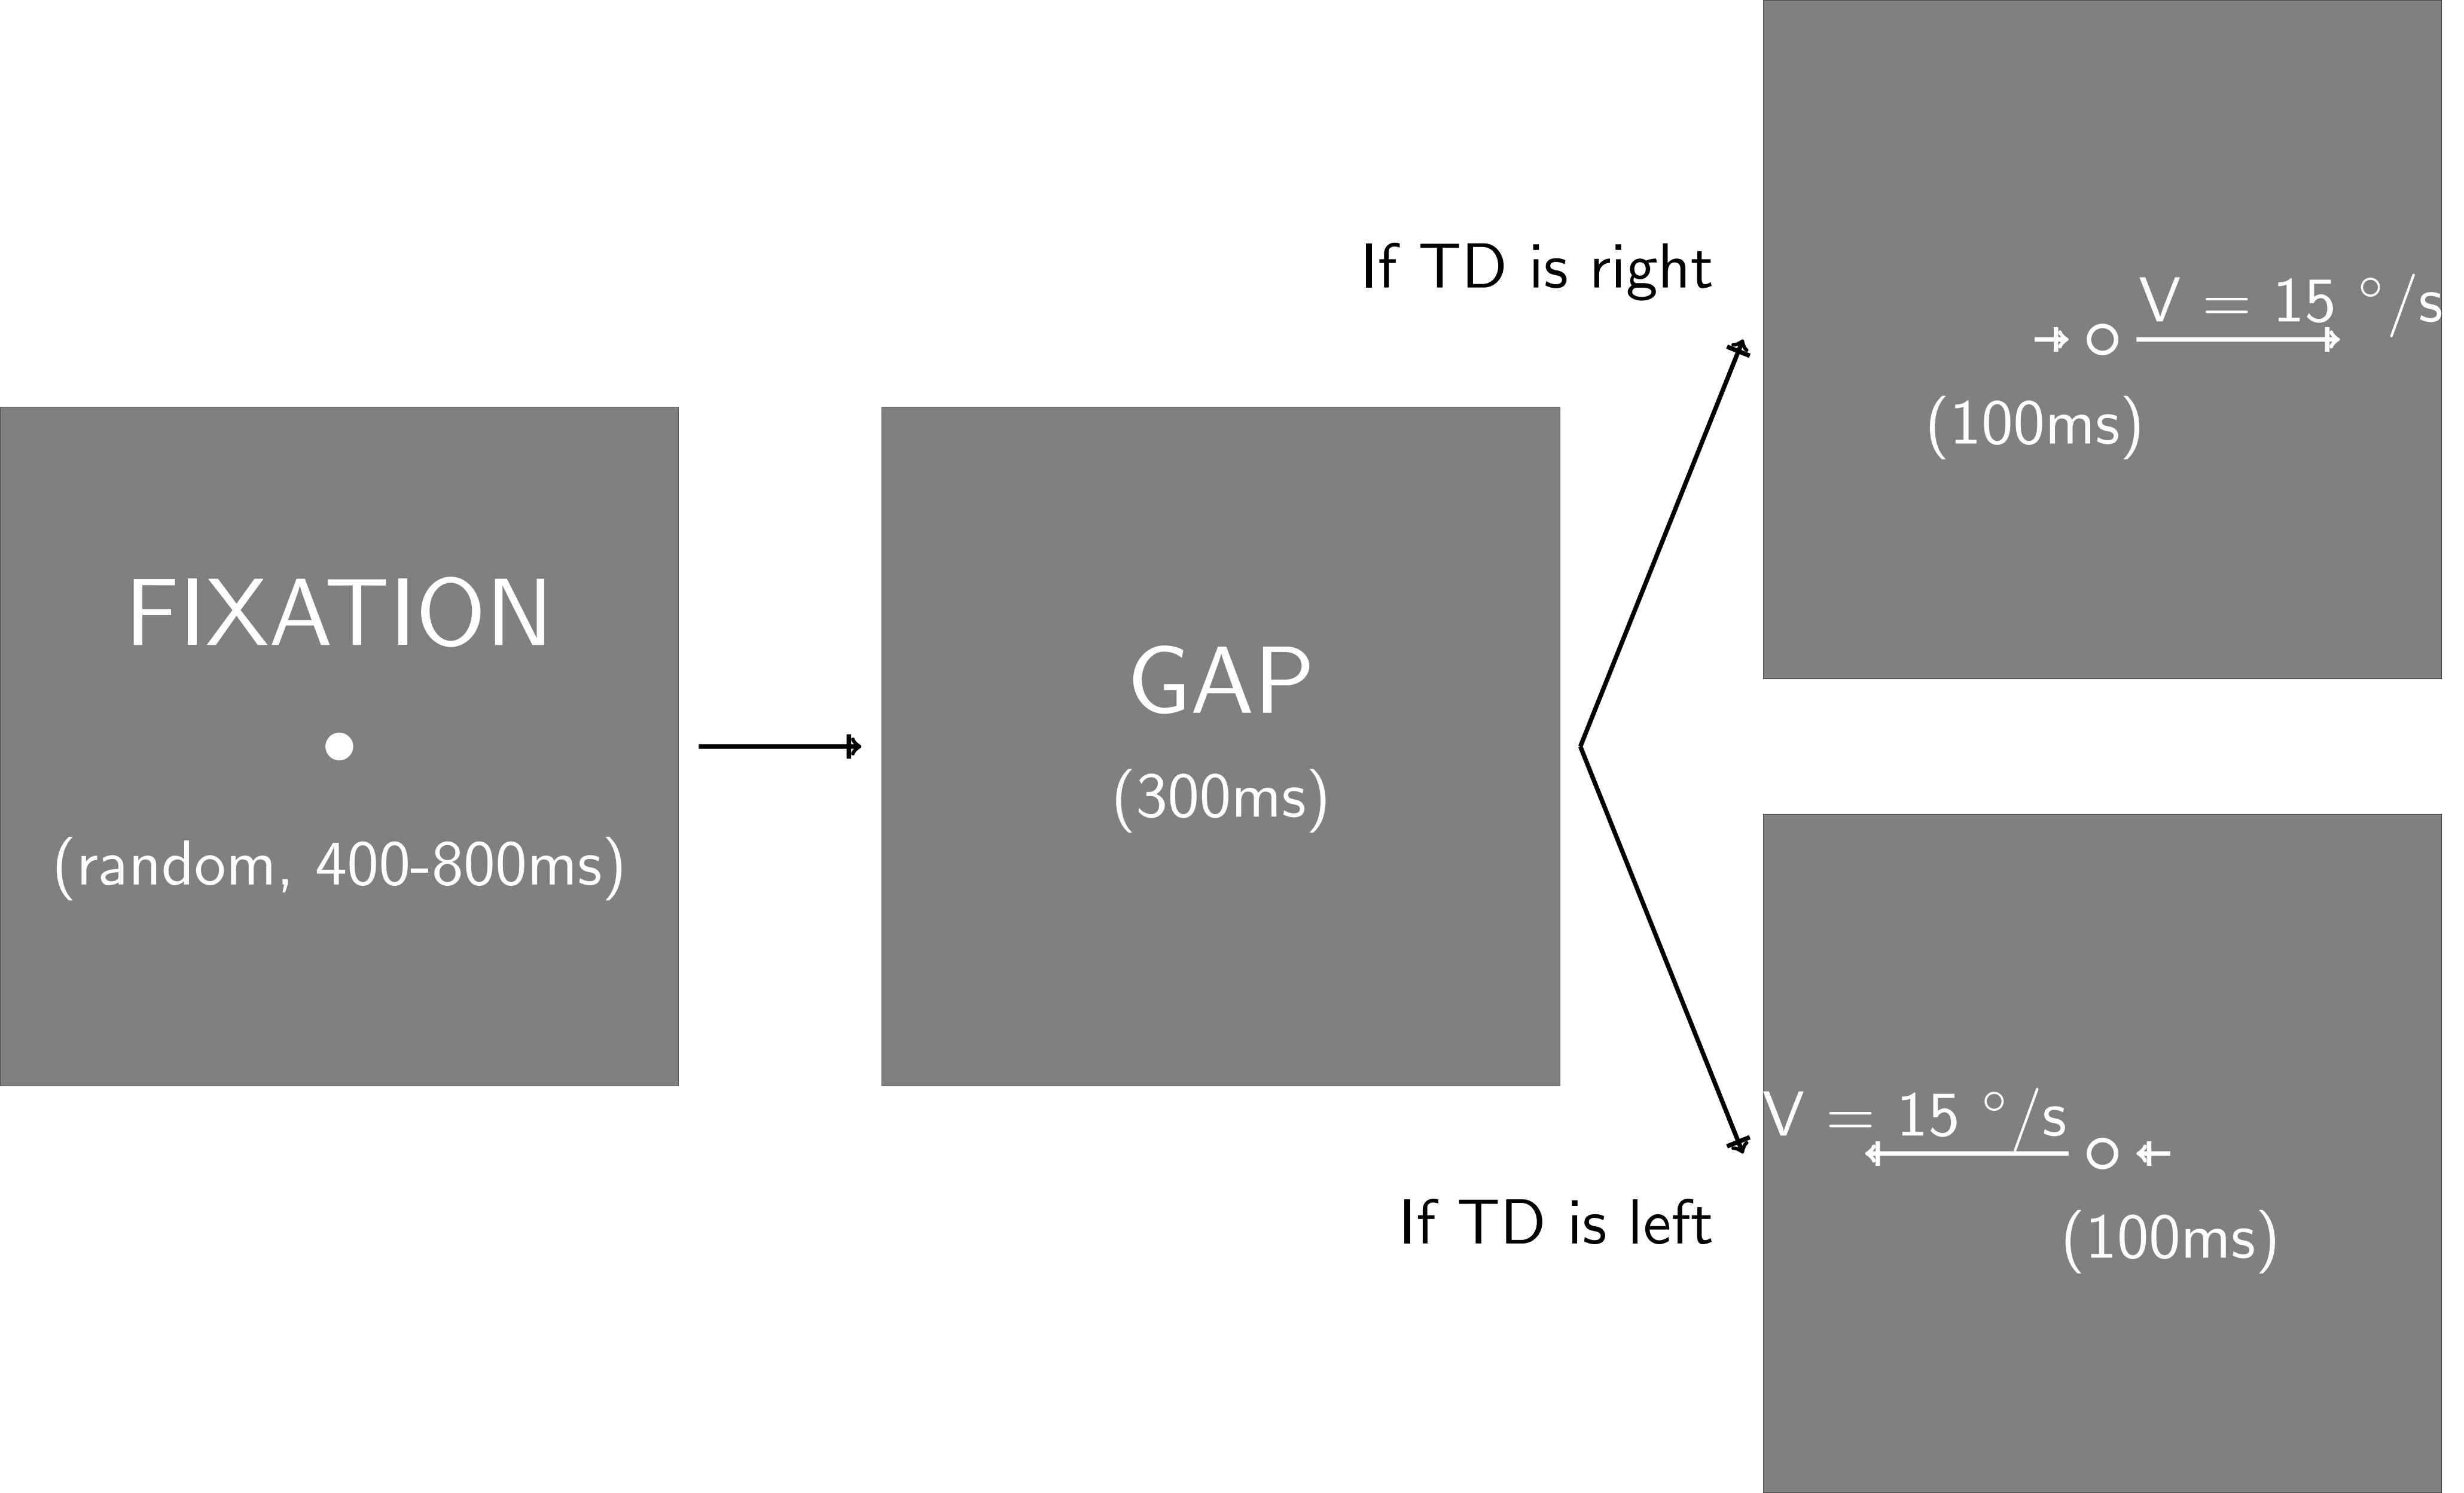 FIXATION
(random, 400-800ms)
GAP
(300ms)
If TD is right
V = 15 °/s
(100ms)
If TD is left
V = 15 °/s
(100ms)